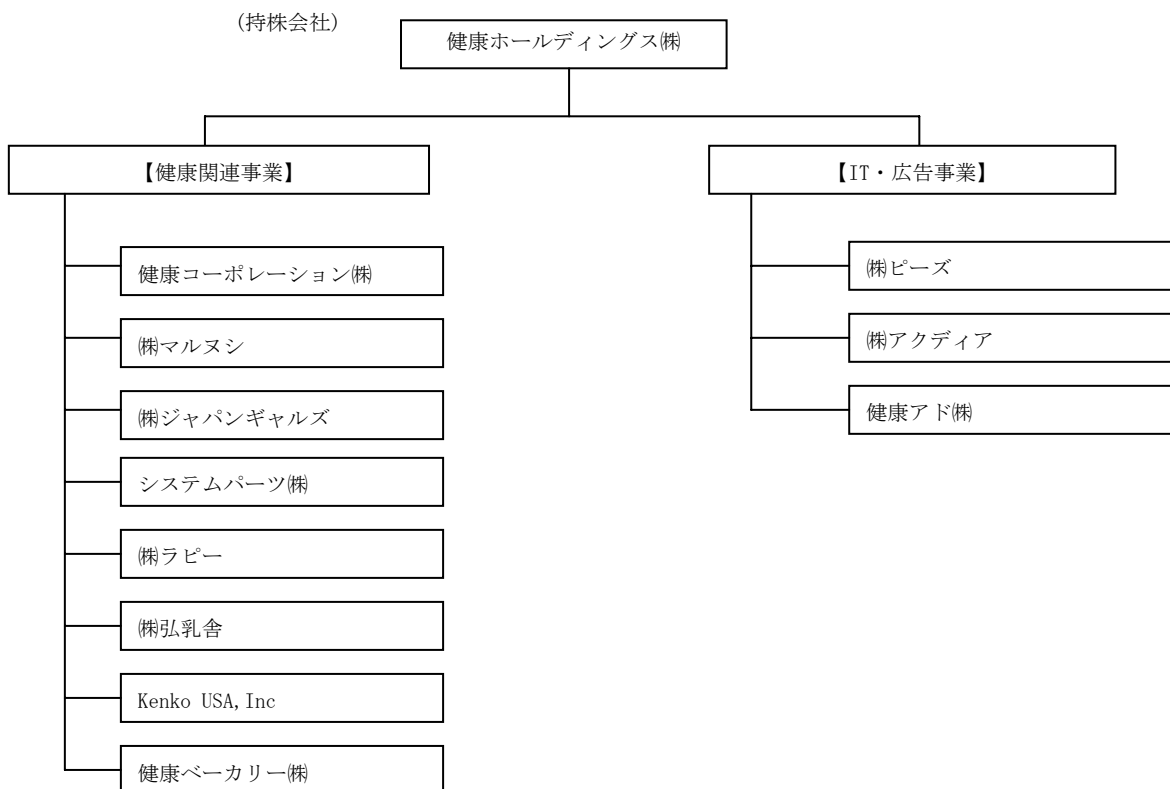 (持株会社)
健康ホールディングス㈱
【健康関連事業】
健康コーポレーション㈱
㈱マルヌシ
㈱ジャパンギャルズ
システムパーツ㈱
㈱ラピー
㈱弘乳舎
Kenko USA,Inc
健康ベーカリー㈱
【IT・広告事業】
㈱ピーズ
㈱アクディア
健康アド㈱